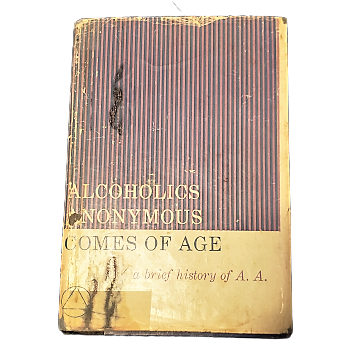 ALCOHOLICS
ANONYMOUS
COMES OF AGE
a brief history of A. A.